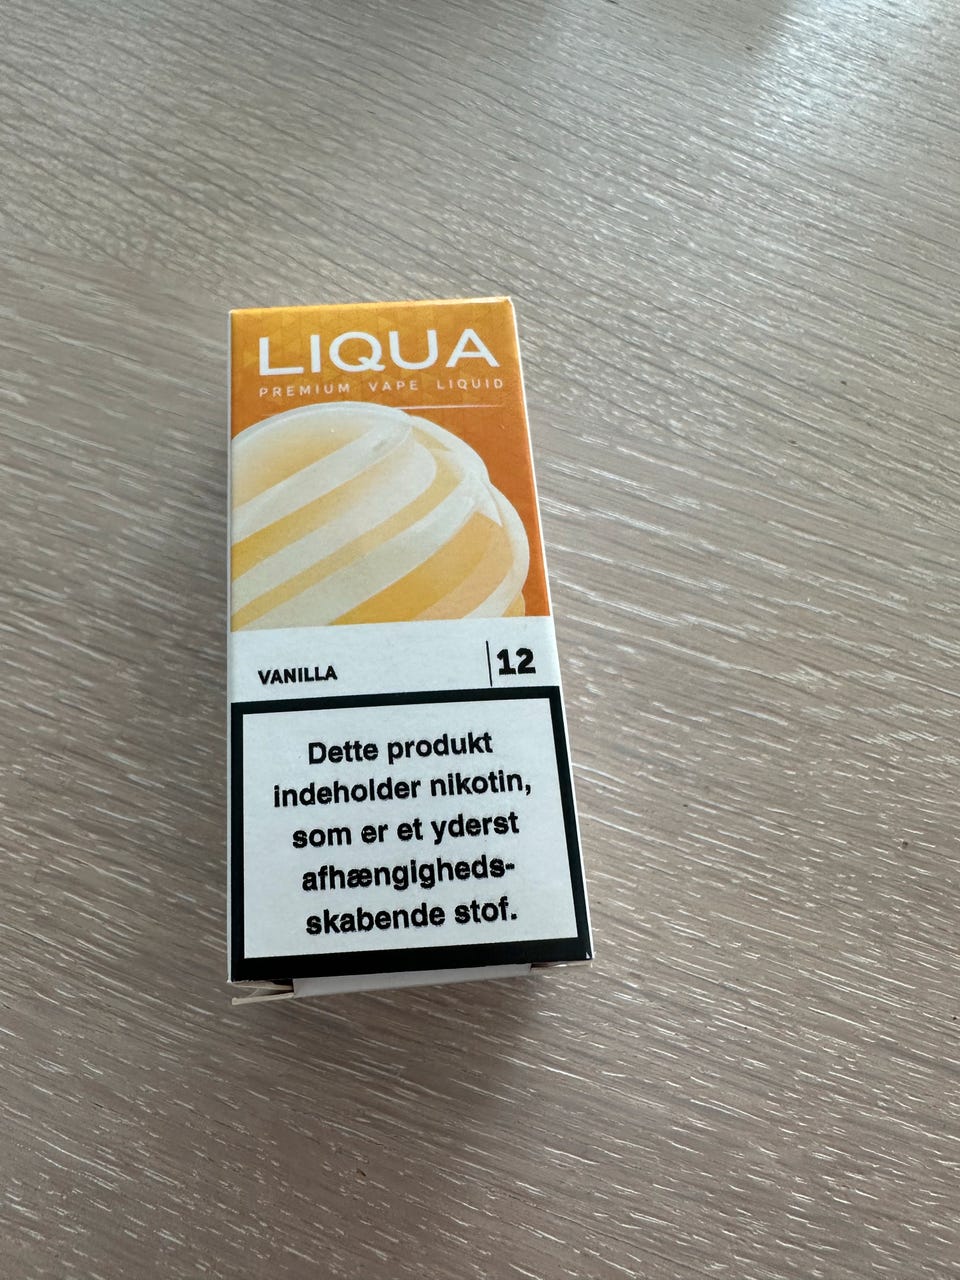 LIQUA
PREMIUM VAPE LIQUID
VANILLA
12
Dette produkt
indeholder nikotin,
som er et yderst
afhængigheds-
skabende stof.